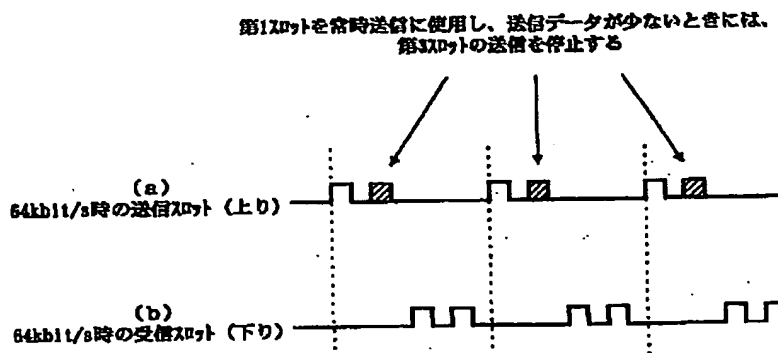 第1スロットを常時送信に使用し、送信データが少ないときには、
第3スロットの送信を停止する
(a)
64kbit/s時の送信スロット (上り)
(b)
64kbit/s時の受信スロット (下り)